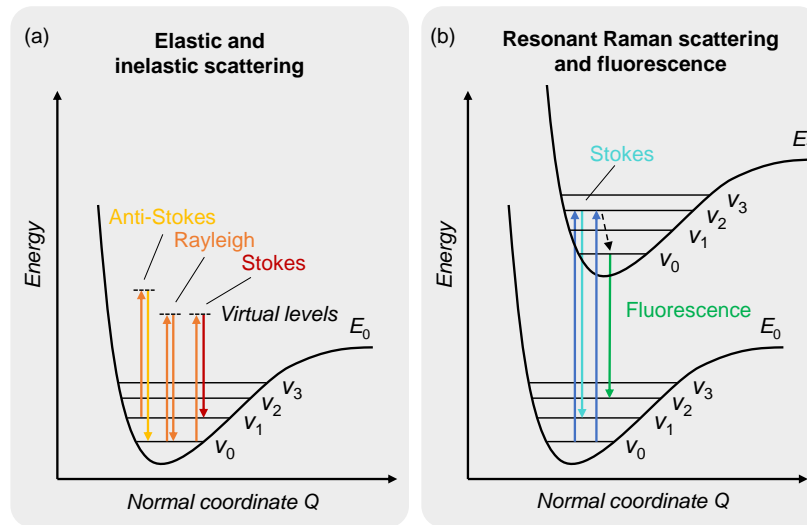 (a)
Elastic and
inelastic scattering
Energy
Anti-Stokes
Rayleigh
Stokes
Virtual levels
E0
v3
v2
v1
v0
Normal coordinate Q
(b)
Resonant Raman scattering
and fluorescence
Energy
Stokes
E
v3
v2
v1
v0
Fluorescence
E0
v3
v2
v1
v0
Normal coordinate Q